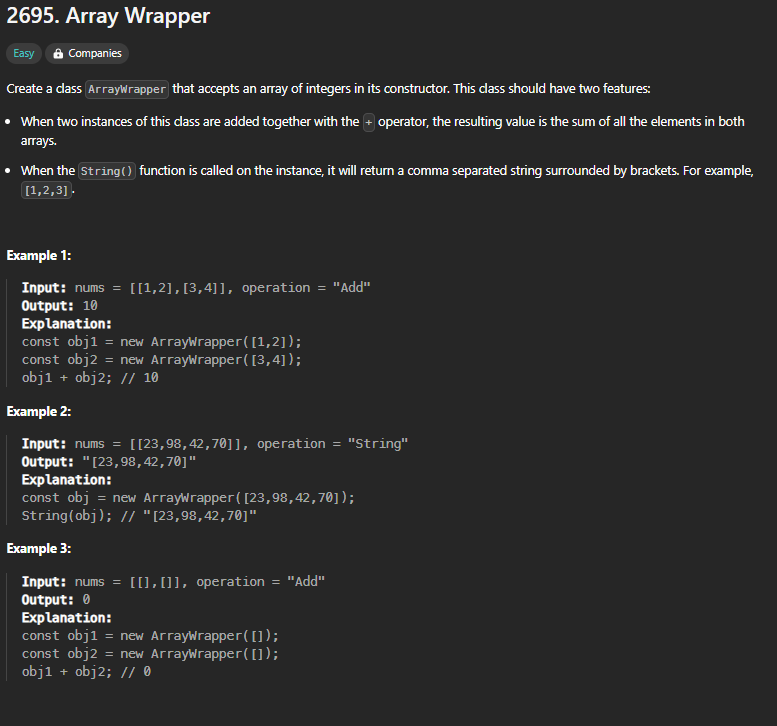 2695. Array Wrapper
Easy Companies
Create a class ArrayWrapper that accepts an array of integers in its constructor. This class should have two features:
• When two instances of this class are added together with the + operator, the resulting value is the sum of all the elements in both
arrays.
• When the String() function is called on the instance, it will return a comma separated string surrounded by brackets. For example,
[1,2,3].
Example 1:
Input: nums = [[1,2],[3,4]], operation = "Add"
Output: 10
Explanation:
const obj1 = new ArrayWrapper([1,2]);
const obj2 = new ArrayWrapper([3,4]);
obj1 + obj2; // 10
Example 2:
Input: nums = [[23,98,42,70]], operation = "String"
Output: "[23,98,42,70]"
Explanation:
const obj = new ArrayWrapper([23,98,42,70]);
String(obj); // "[23,98,42,70]"
Example 3:
Input: nums = [[],[]], operation = "Add"
Output: 0
Explanation:
const obj1 = new ArrayWrapper([]);
const obj2 = new ArrayWrapper([]);
obj1 + obj2; // 0